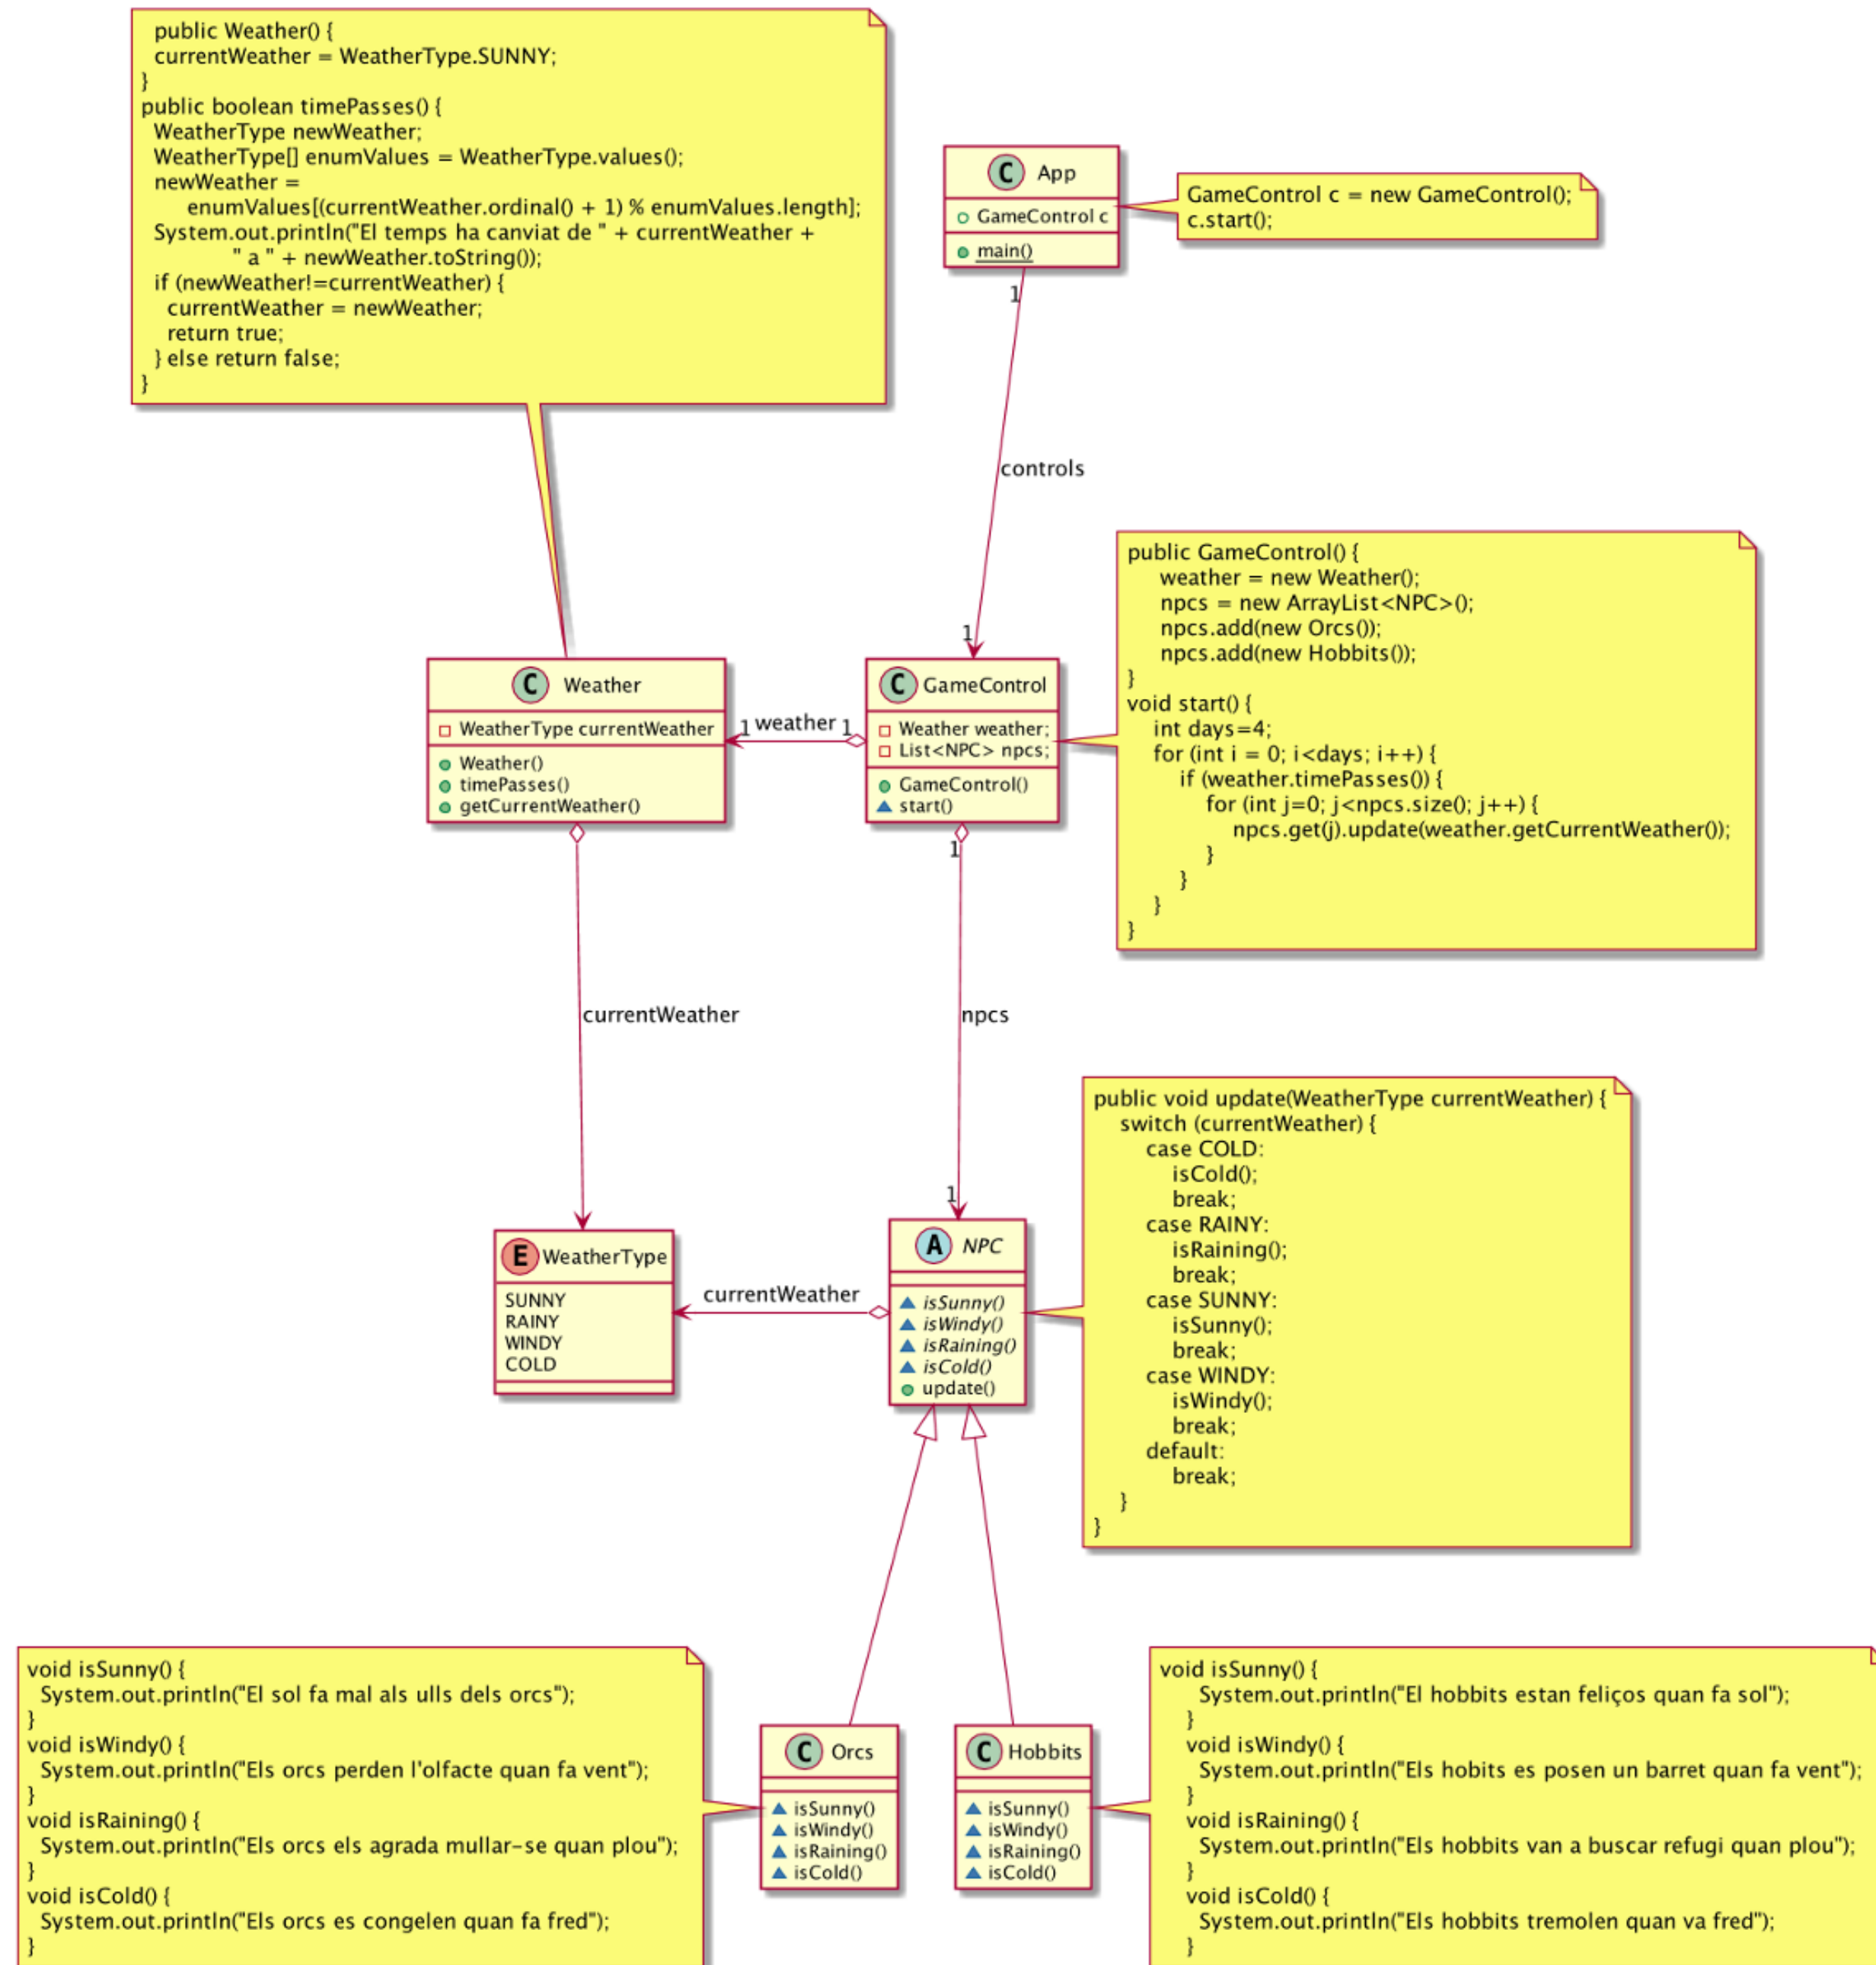 public Weather() {
currentWeather = WeatherType.SUNNY;
}
public boolean timePasses() {
WeatherType newWeather;
WeatherType[] enumValues = WeatherType.values();
newWeather =
enumValues[(currentWeather.ordinal() + 1) % enumValues.length];
System.out.println("El temps ha canviat de " + currentWeather +
" a " + newWeather.toString());
if (newWeather!=currentWeather) {
currentWeather = newWeather;
return true;
} else return false;
}
C App
GameControl c
main()
GameControl c = new GameControl();
c.start();
1
controls
1
public GameControl() {
weather = new Weather();
npcs = new ArrayList<NPC>();
npcs.add(new Orcs());
npcs.add(new Hobbits());
}
void start() {
int days=4;
for (int i = 0; i<days; i++) {
if (weather.timePasses()) {
for (int j=0; j<npcs.size(); j++) {
npcs.get(j).update(weather.getCurrentWeather());
}
}
}
}
C Weather
WeatherType currentWeather
Weather()
timePasses()
getCurrentWeather()
1 weather 1
C GameControl
Weather weather;
List<NPC> npcs;
GameControl()
start()
1
currentWeather
npcs
1
public void update(WeatherType currentWeather) {
switch (currentWeather) {
case COLD:
isCold();
break;
case RAINY:
isRaining();
break;
case SUNNY:
isSunny();
break;
case WINDY:
isWindy();
break;
default:
break;
}
}
E WeatherType
SUNNY
RAINY
WINDY
COLD
currentWeather
A NPC
isSunny()
isWindy()
isRaining()
isCold()
update()
void isSunny() {
System.out.println("El sol fa mal als ulls dels orcs");
}
void isWindy() {
System.out.println("Els orcs perden l'olfacte quan fa vent");
}
void isRaining() {
System.out.println("Els orcs els agrada mullar-se quan plou");
}
void isCold() {
System.out.println("Els orcs es congelen quan fa fred");
}
C Orcs
isSunny()
isWindy()
isRaining()
isCold()
C Hobbits
isSunny()
isWindy()
isRaining()
isCold()
void isSunny() {
System.out.println("El hobbits estan feliços quan fa sol");
}
void isWindy() {
System.out.println("Els hobits es posen un barret quan fa vent");
}
void isRaining() {
System.out.println("Els hobbits van a buscar refugi quan plou");
}
void isCold() {
System.out.println("Els hobbits tremolen quan va fred");
}